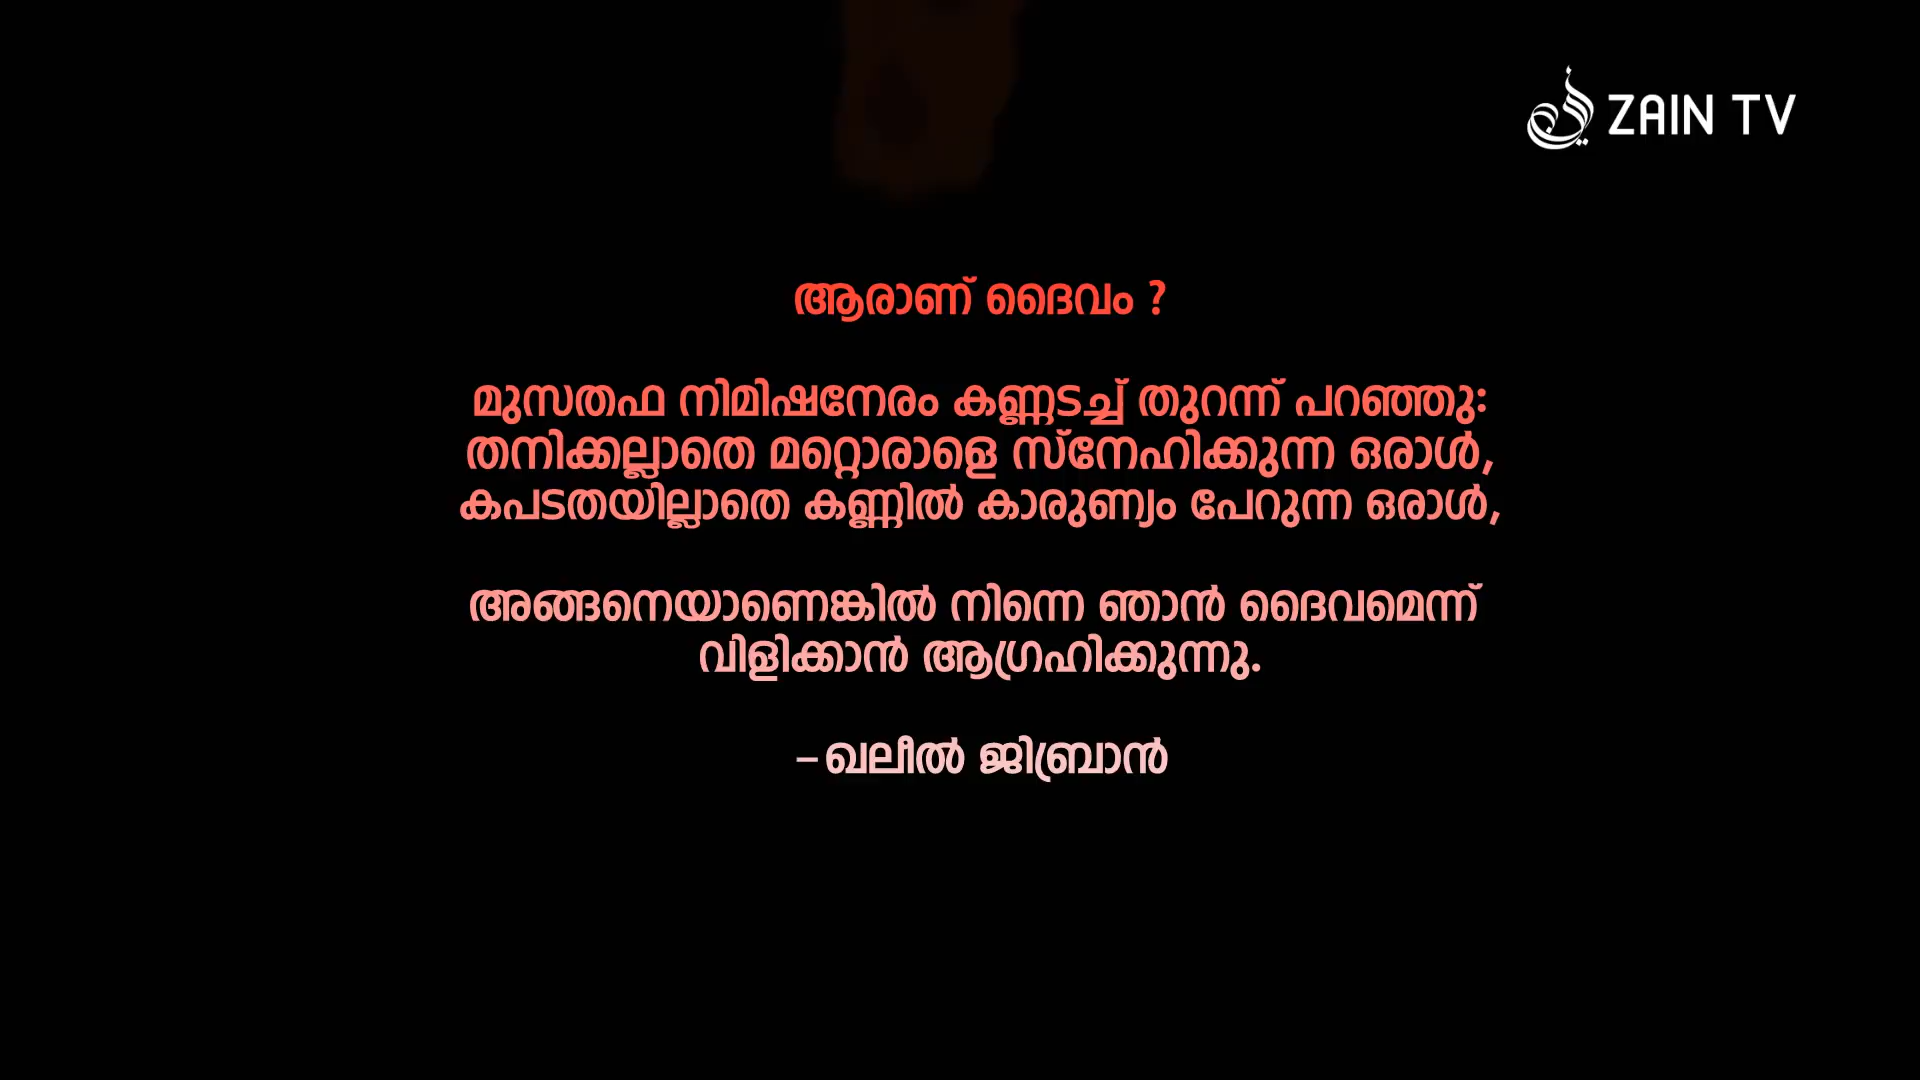 ZAIN TV
ആരാണ് ദൈവം ?
മുസതഫ നിമിഷനേരം കണ്ണടച്ച് തുറന്ന് പറഞ്ഞു:
തനിക്കല്ലാതെ മറ്റൊരാളെ സ്നേഹിക്കുന്ന ഒരാൾ,
കപടതയില്ലാതെ കണ്ണിൽ കാരുണ്യം പേറുന്ന ഒരാൾ,
അങ്ങനെയാണെങ്കിൽ നിന്നെ ഞാൻ ദൈവമെന്ന്
വിളിക്കാൻ ആഗ്രഹിക്കുന്നു.
–ഖലീൽ ജിബ്രാൻ